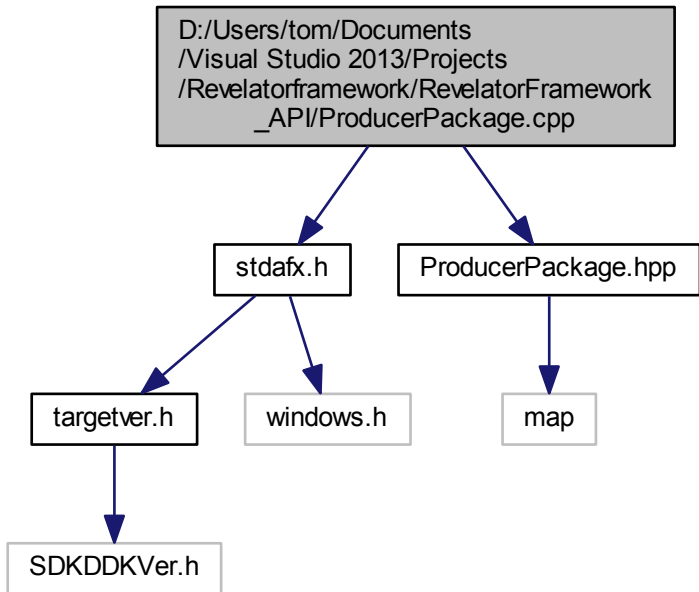 D:/Users/tom/Documents
/Visual Studio 2013/Projects
/Revelatorframework/RevelatorFramework
_API/ProducerPackage.cpp
stdafx.h
ProducerPackage.hpp
targetver.h
windows.h
map
SDKDDKVer.h